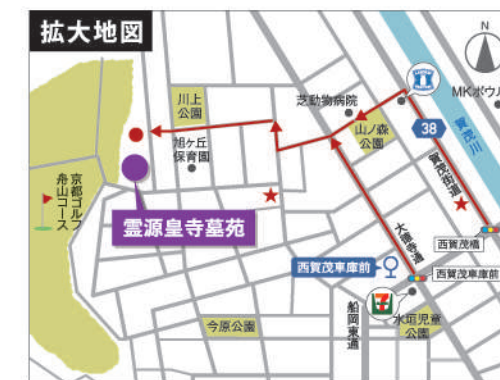 拡大地図
N
LAWSON
川上
公園
芝動物病院
MKボウル
山ノ森
公園
38
賀茂川
旭ヶ丘
保育園
賀茂街道
京都ゴルフ
舟山コース
霊源皇寺墓苑
大徳寺通
西賀茂橋
西賀茂車庫前
西賀茂車庫前
7
船岡東通
水垣児童
公園
今原公園